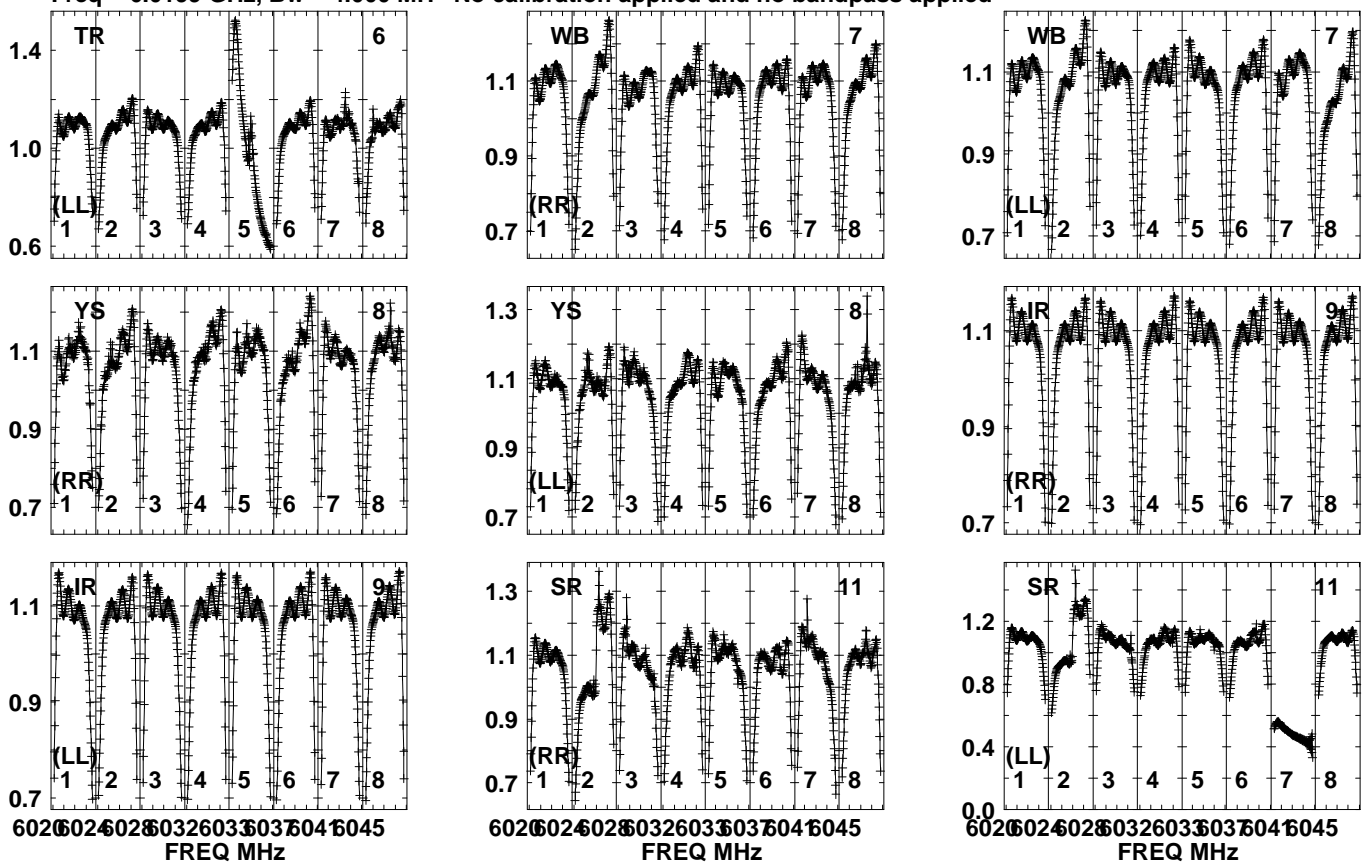 No calibration applied and no bandpass applied
TR 6
1.4
1.0
0.6
(LL)
1 2 3 4 5 6 7 8
WB 7
1.1
0.9
0.7
(RR)
1 2 3 4 5 6 7 8
WB 7
1.1
0.9
0.7
(LL)
1 2 3 4 5 6 7 8
YS 8
1.1
0.9
0.7
(RR)
1 2 3 4 5 6 7 8
YS 8
1.3
1.1
0.9
0.7
(LL)
1 2 3 4 5 6 7 8
IR 9
1.1
0.9
0.7
(RR)
1 2 3 4 5 6 7 8
IR 9
1.1
0.9
0.7
(LL)
1 2 3 4 5 6 7 8
SR 11
1.3
1.1
0.9
0.7
(RR)
1 2 3 4 5 6 7 8
SR 11
1.2
0.8
0.4
0.0
(LL)
1 2 3 4 5 6 7 8
6020 6024 6028 6032 6033 6037 6041 6045
FREQ MHz
6020 6024 6028 6032 6033 6037 6041 6045
FREQ MHz
6020 6024 6028 6032 6033 6037 6041 6045
FREQ MHz